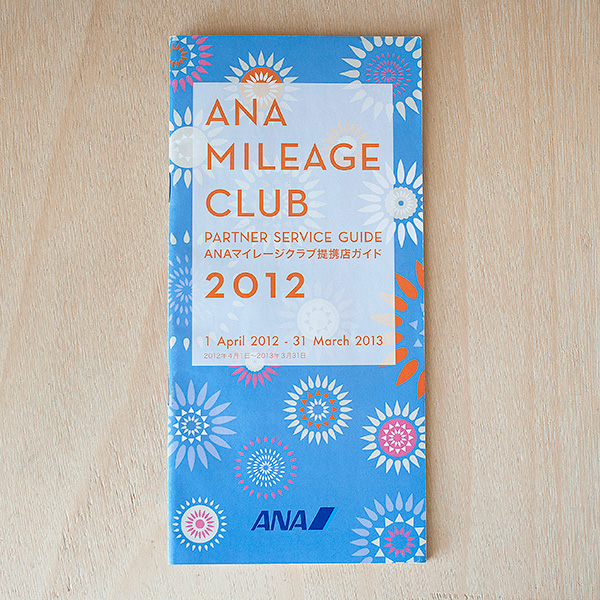 ANA
MILEAGE
CLUB
PARTNER SERVICE GUIDE
ANAマイレージクラブ提携店ガイド
2012
1 April 2012 - 31 March 2013
2012年4月1日～2013年3月31日
ANA